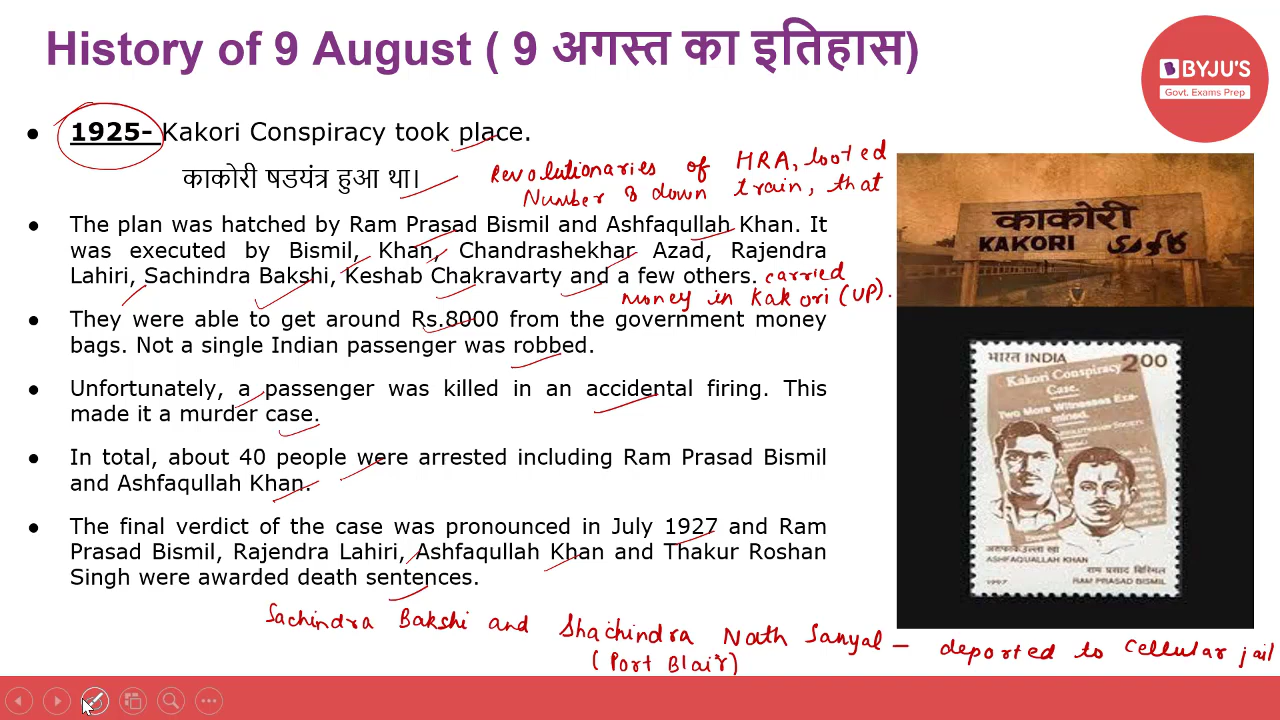 History of 9 August ( 9 अगस्त का इतिहास)
BYJU'S
Govt. Exams Prep
● 1925- Kakori Conspiracy took place.
काकोरी षडयंत्र हुआ था।
Revolutionaries of HRA, looted
Number 8 down train, that
● The plan was hatched by Ram Prasad Bismil and Ashfaqullah Khan. It
was executed by Bismil, Khan, Chandrashekhar Azad, Rajendra
Lahiri, Sachindra Bakshi, Keshab Chakravarty and a few others.
carried
money in Kakori (UP).
● They were able to get around Rs.8000 from the government money
bags. Not a single Indian passenger was robbed.
● Unfortunately, a passenger was killed in an accidental firing. This
made it a murder case.
● In total, about 40 people were arrested including Ram Prasad Bismil
and Ashfaqullah Khan.
● The final verdict of the case was pronounced in July 1927 and Ram
Prasad Bismil, Rajendra Lahiri, Ashfaqullah Khan and Thakur Roshan
Singh were awarded death sentences.
Sachindra Bakshi and Shachindra Nath Sanyal – deported to Cellular jail
(Port Blair)
काकोरी
KAKORI
भारत INDIA
2.00
Kakori Conspiracy
Case.
Two More Witnesses Exa-
mined.
अशफाकउल्ला खाँ
ASHFAQUALLAH KHAN
राम प्रसाद बिस्मिल
1997
RAM PRASAD BISMIL